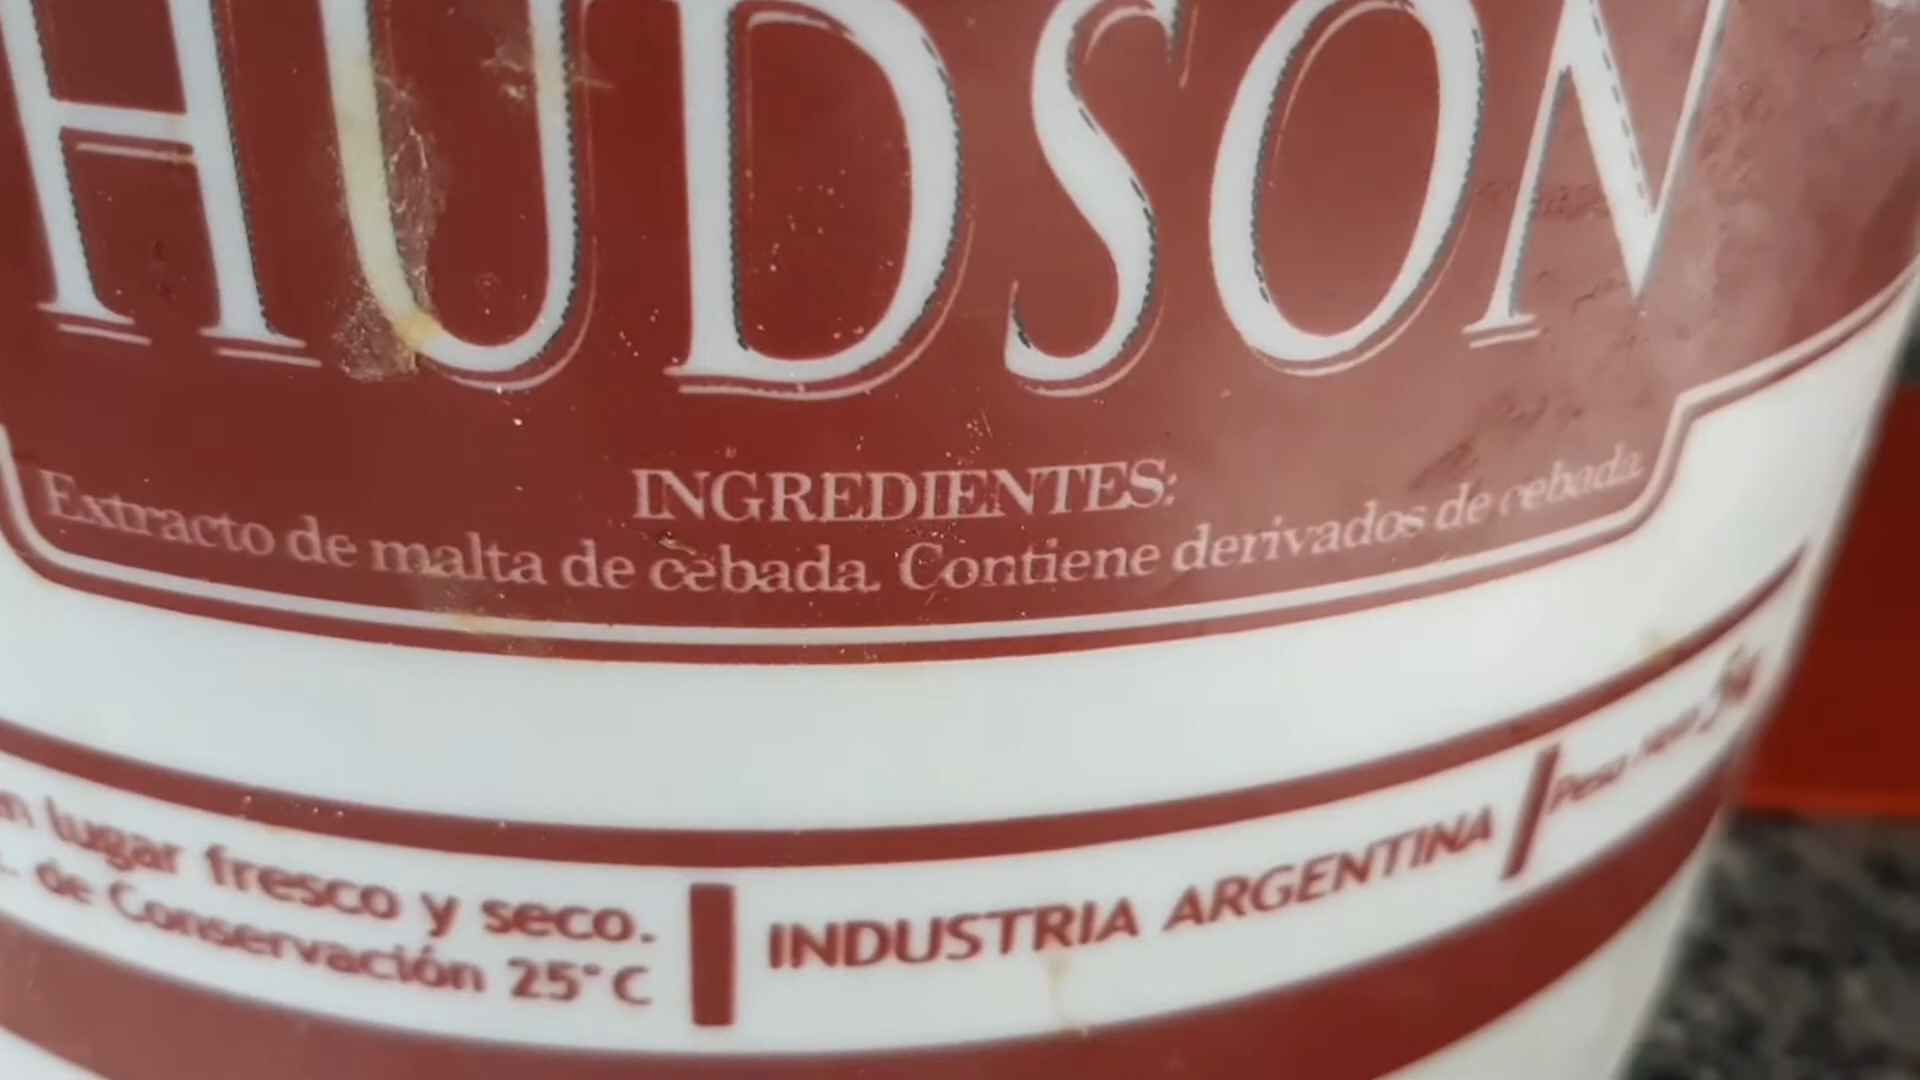 HUDSON
INGREDIENTES:
Extracto de malta de cebada. Contiene derivados de cebada
lugar fresco y seco.
de Conservación 25°C
INDUSTRIA ARGENTINA
Peso